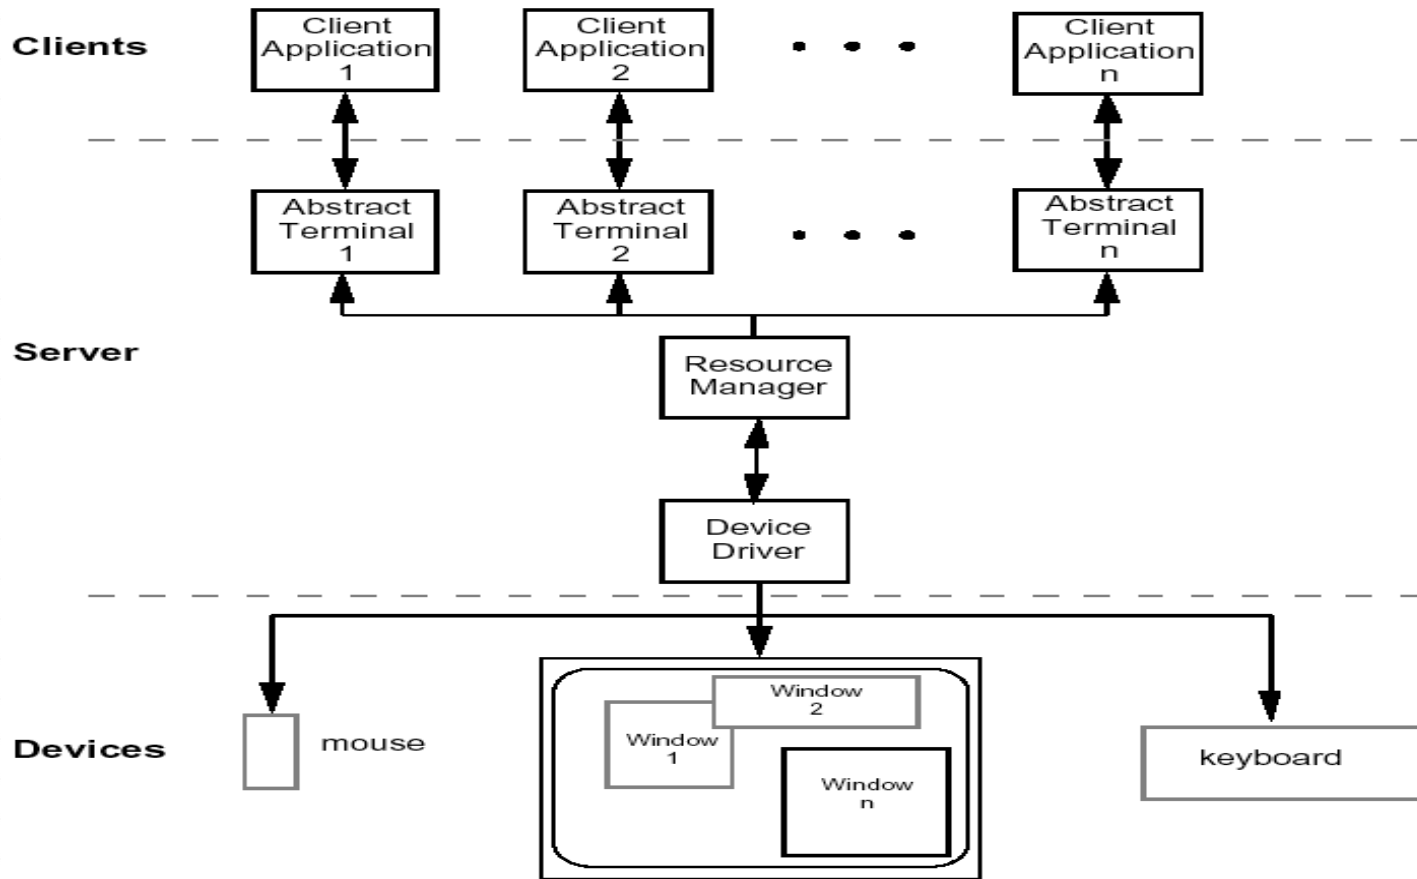 Clients
Client
Application
1
Client
Application
2
Client
Application
n
Abstract
Terminal
1
Abstract
Terminal
2
Abstract
Terminal
n
Server
Resource
Manager
Device
Driver
Devices
mouse
Window
1
Window
2
Window
n
keyboard